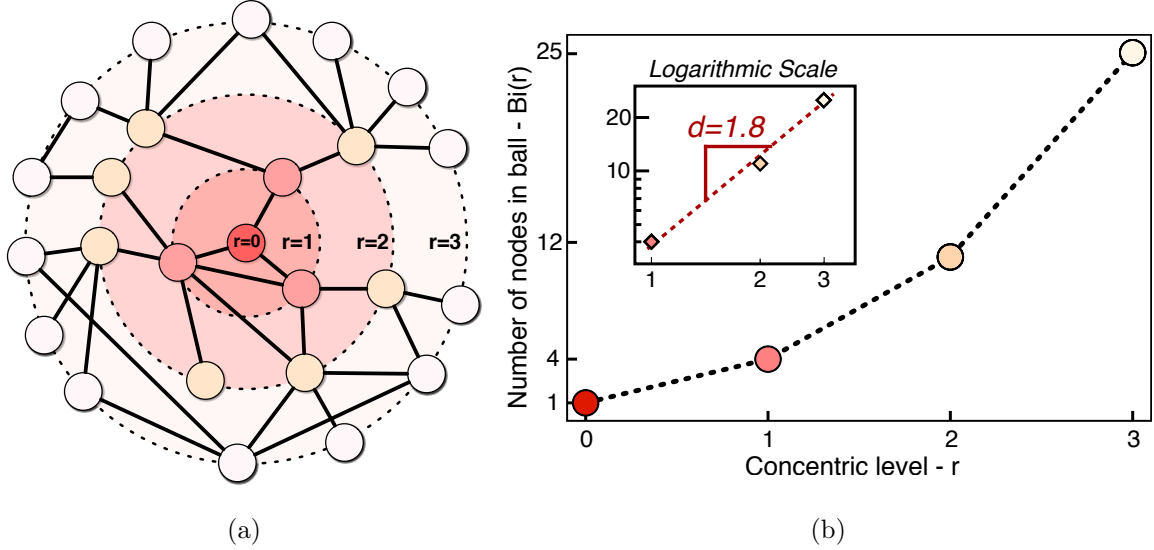 r=0 r=1 r=2 r=3
(a)
Number of nodes in ball - Bi(r)
25
12
4
1
Logarithmic Scale
d=1.8
20
10
1 2 3
0 1 2 3
Concentric level - r
(b)